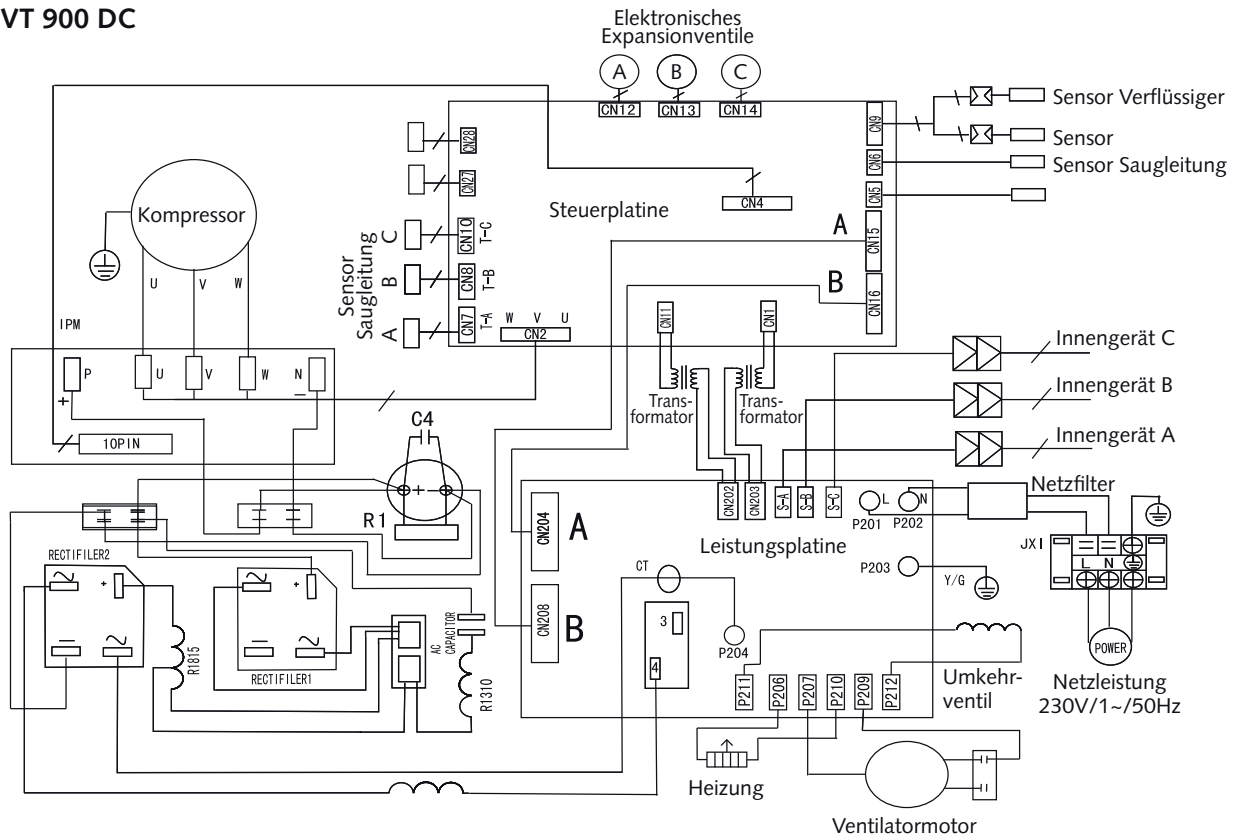 VT 900 DC
Elektronisches
Expansionventile
A
B
C
CN12
CN13
CN14
CN28
CN27
CN10
T-C
CN8
T-B
CN7
T-A
Sensor
Saugleitung
C
B
A
W V U
CN2
Steuerplatine
CN4
CN9
CN6
CN5
A
CN15
B
CN16
CN11
CN1
Sensor Verflüssiger
Sensor
Sensor Saugleitung
Kompressor
U
V
W
IPM
P
+
U
V
W
N
–
10PIN
C4
+
R1
Trans-
formator
Trans-
formator
Innengerät C
Innengerät B
Innengerät A
CN202
CN203
S-A
S-B
S-C
L
N
P201
P202
Netzfilter
Leistungsplatine
CN204
A
CN208
B
P203
Y/G
JX1
L N
POWER
Netzleistung
230V/1~/50Hz
RECTIFILER2
~
+
–
~
R1815
+
~
–
~
RECTIFILER1
AC
CAPACITOR
R1310
CT
3
4
P204
P211
P206
P207
P210
P209
P212
Umkehr-
ventil
Heizung
Ventilatormotor